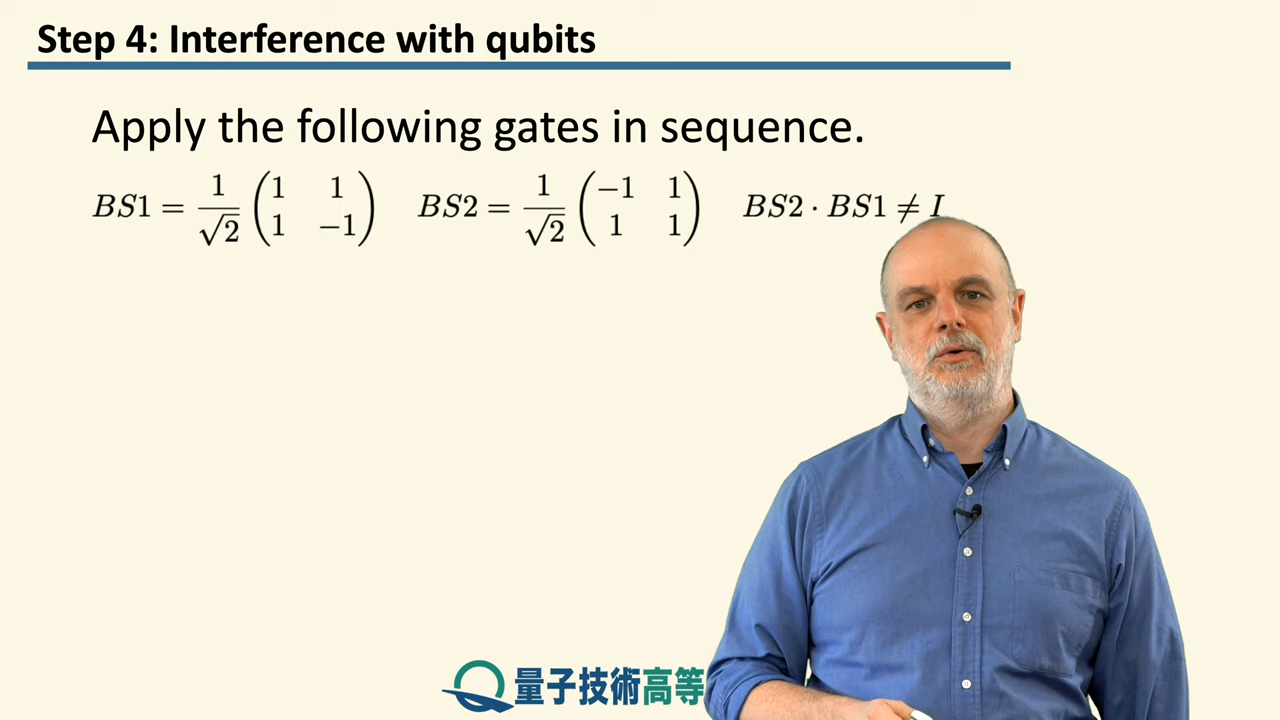 Step 4: Interference with qubits
Apply the following gates in sequence.
BS1 = 1/√2 (1 1; 1 −1) BS2 = 1/√2 (−1 1; 1 1) BS2 · BS1 ≠ I
量子技術高等